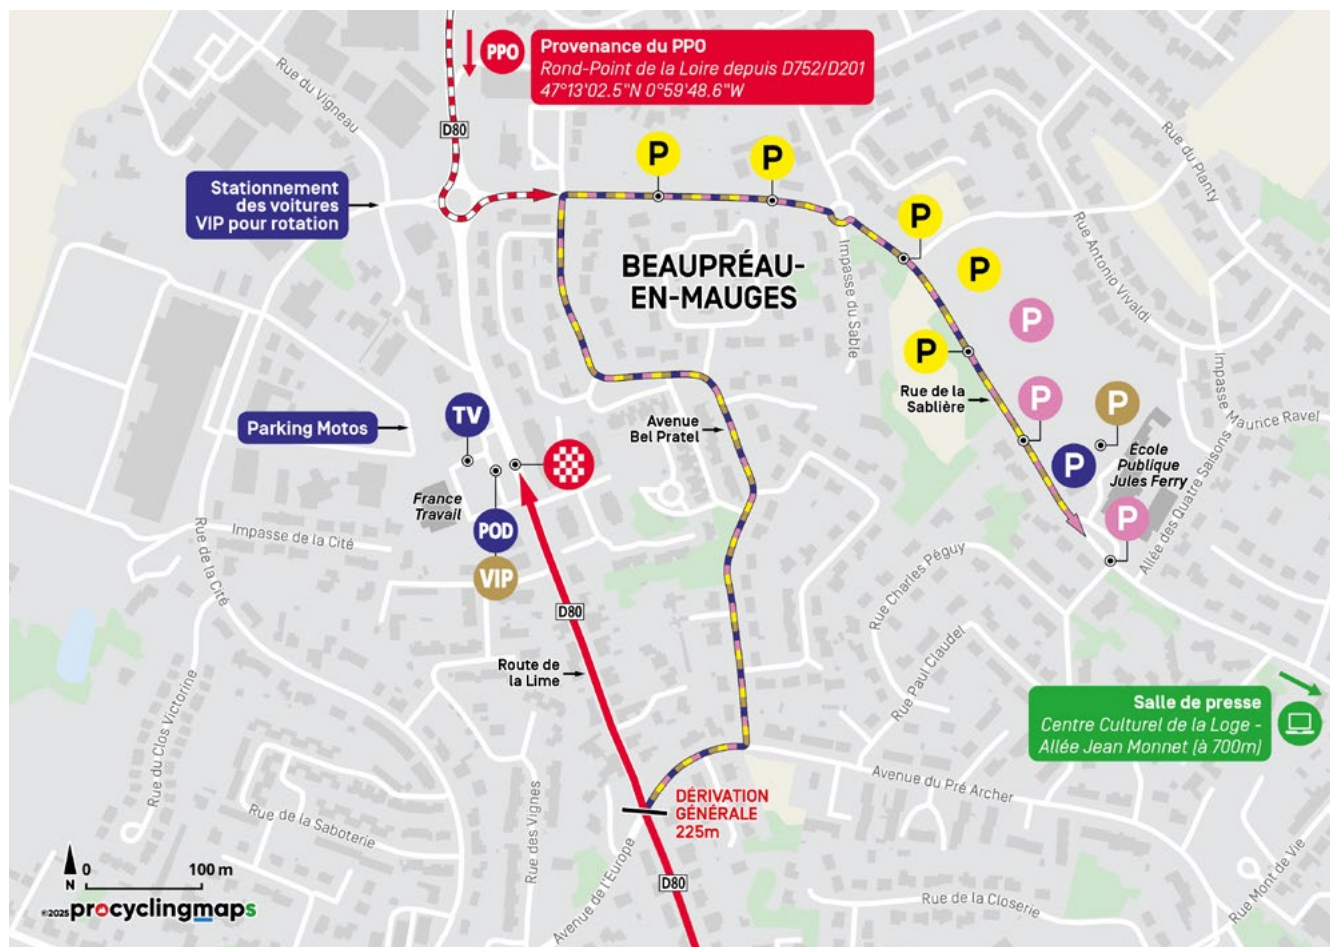 PPO
Provenance du PPO
Rond-Point de la Loire depuis D752/D201
47°13'02.5"N 0°59'48.6"W
Rue du Vigneau
D80
Rue du Planty
P
P
Stationnement
des voitures
VIP pour rotation
P
Rue Antonio Vivaldi
BEAUPRÉAU-
EN-MAUGES
Impasse du Sable
P
P
P
Rue de la
Sablière
P
P
Impasse Maurice Ravel
TV
Parking Motos
Avenue
Bel Pratel
P
École
Publique
Jules Ferry
Allée des Quatre Saisons
France
Travail
POD
VIP
P
Impasse de la Cité
Rue de la Cité
Rue Charles Péguy
D80
Rue Paul Claudel
Route de
la Lime
Rue du Clos Victorine
Salle de presse
Centre Culturel de la Loge -
Allée Jean Monnet (à 700m)
Avenue du Pré Archer
DÉRIVATION
GÉNÉRALE
225m
Rue de la Saboterie
Rue des Vignes
Avenue de l'Europe
D80
Rue de la Closerie
Rue Mont de Vie
N
0 100 m
©2025 procyclingmaps